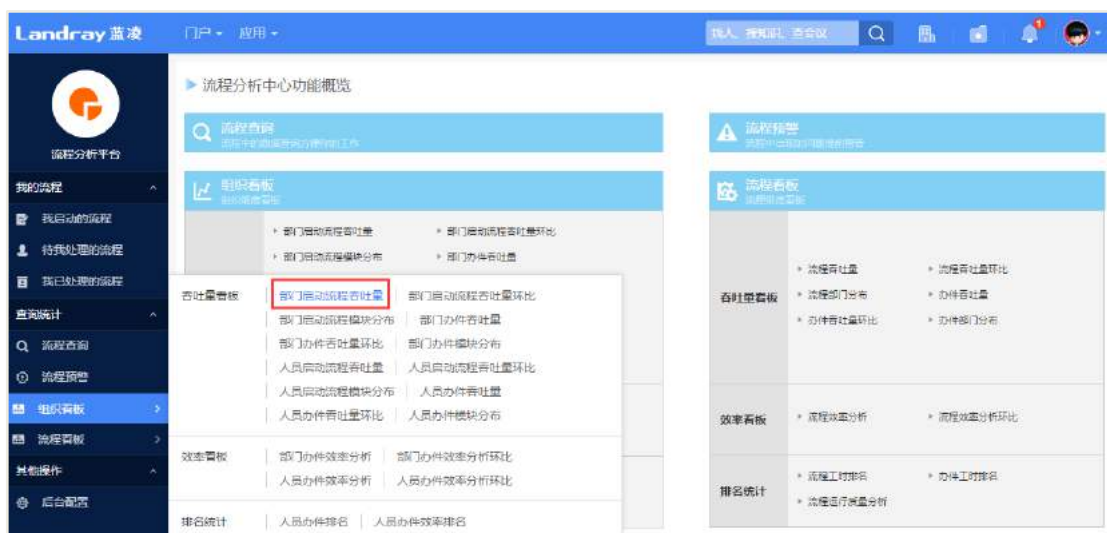 Landray 蓝凌 门户 应用
流程分析平台
我的流程
我启动的流程
待我处理的流程
我已处理的流程
查询统计
流程查询
流程预警
组织看板
流程看板
其他操作
后台配置
流程分析中心功能概览
流程查询
组织看板
部门启动流程吞吐量 部门启动流程吞吐量环比
部门启动流程模块分布 部门办件吞吐量
吞吐量看板 部门启动流程吞吐量 部门启动流程吞吐量环比
部门启动流程模块分布 部门办件吞吐量
部门办件吞吐量环比 部门办件模块分布
人员启动流程吞吐量 人员启动流程吞吐量环比
人员启动流程模块分布 人员办件吞吐量
人员办件吞吐量环比 人员办件模块分布
效率看板 部门办件效率分析 部门办件效率分析环比
人员办件效率分析 人员办件效率分析环比
排名统计 人员办件排名 人员办件效率排名
流程预警
流程看板
吞吐量看板
流程吞吐量 流程吞吐量环比
流程部门分布 办件吞吐量
办件吞吐量环比 办件部门分布
效率看板 流程效率分析 流程效率分析环比
排名统计
流程工时排名 办件工时排名
流程运行质量分析